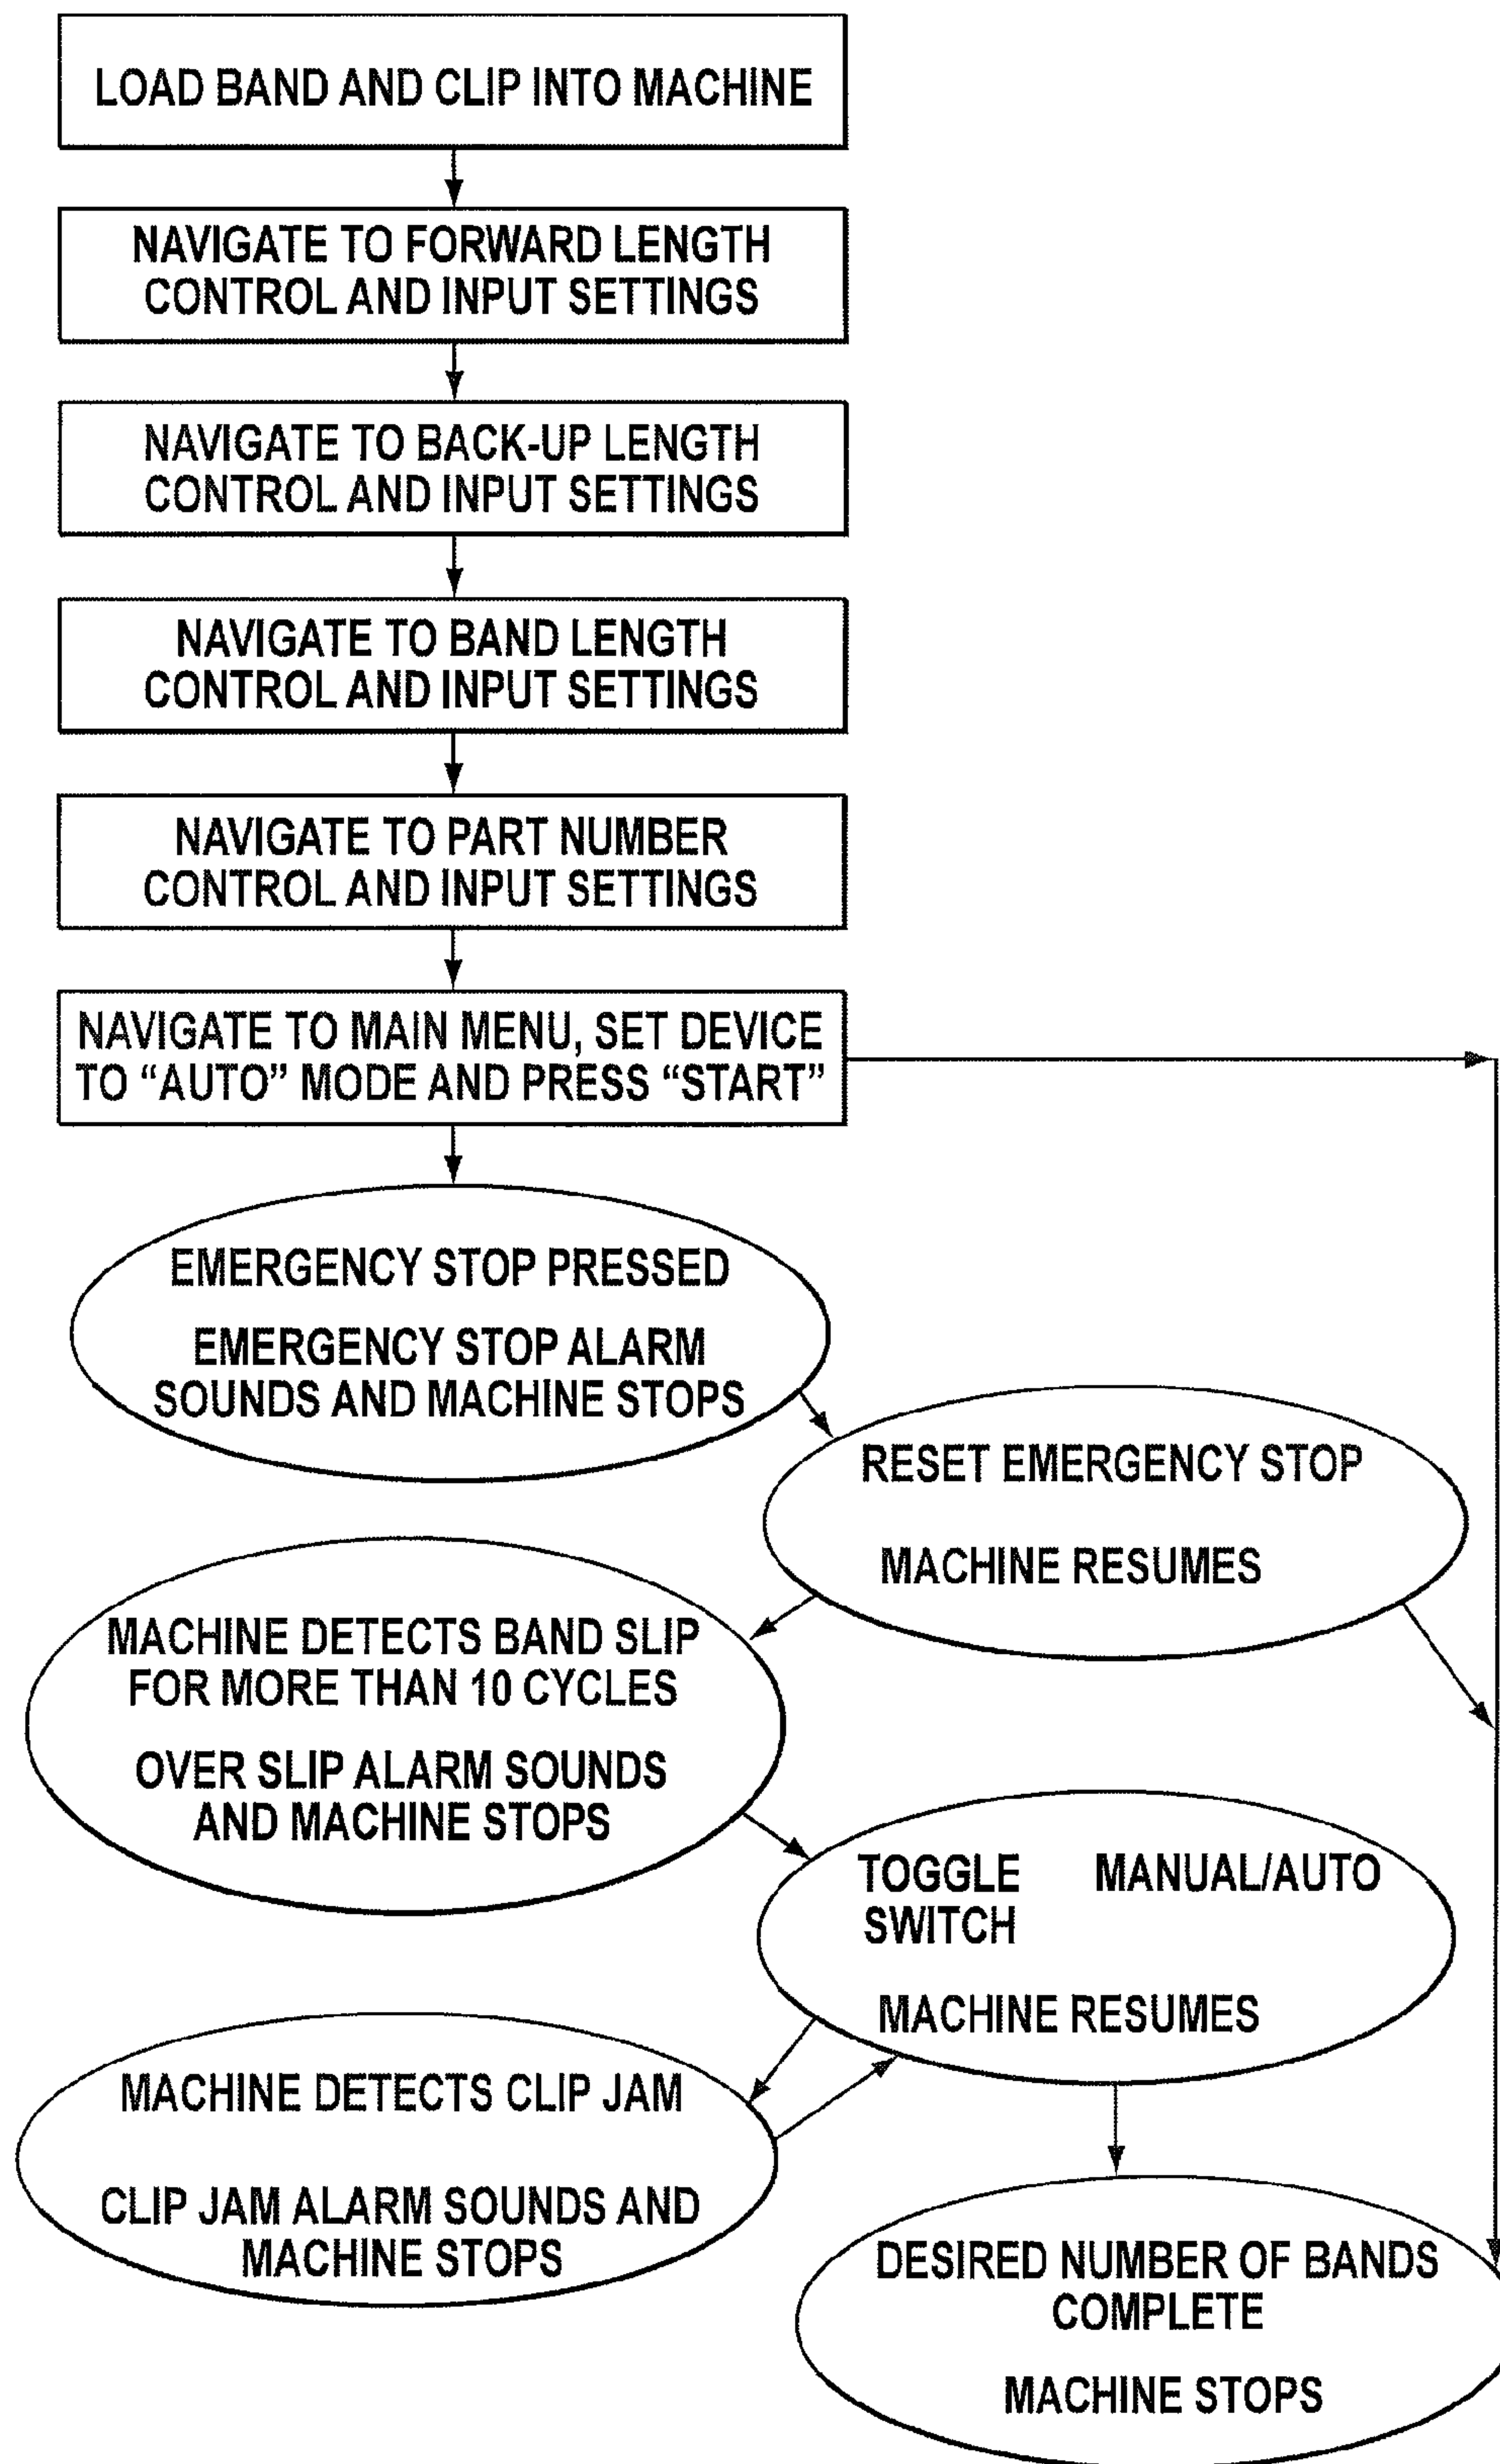 LOAD BAND AND CLIP INTO MACHINE
NAVIGATE TO FORWARD LENGTH
CONTROL AND INPUT SETTINGS
NAVIGATE TO BACK-UP LENGTH
CONTROL AND INPUT SETTINGS
NAVIGATE TO BAND LENGTH
CONTROL AND INPUT SETTINGS
NAVIGATE TO PART NUMBER
CONTROL AND INPUT SETTINGS
NAVIGATE TO MAIN MENU, SET DEVICE
TO “AUTO” MODE AND PRESS “START”
EMERGENCY STOP PRESSED
EMERGENCY STOP ALARM
SOUNDS AND MACHINE STOPS
RESET EMERGENCY STOP
MACHINE RESUMES
MACHINE DETECTS BAND SLIP
FOR MORE THAN 10 CYCLES
OVER SLIP ALARM SOUNDS
AND MACHINE STOPS
TOGGLE MANUAL/AUTO
SWITCH
MACHINE RESUMES
MACHINE DETECTS CLIP JAM
CLIP JAM ALARM SOUNDS AND
MACHINE STOPS
DESIRED NUMBER OF BANDS
COMPLETE
MACHINE STOPS